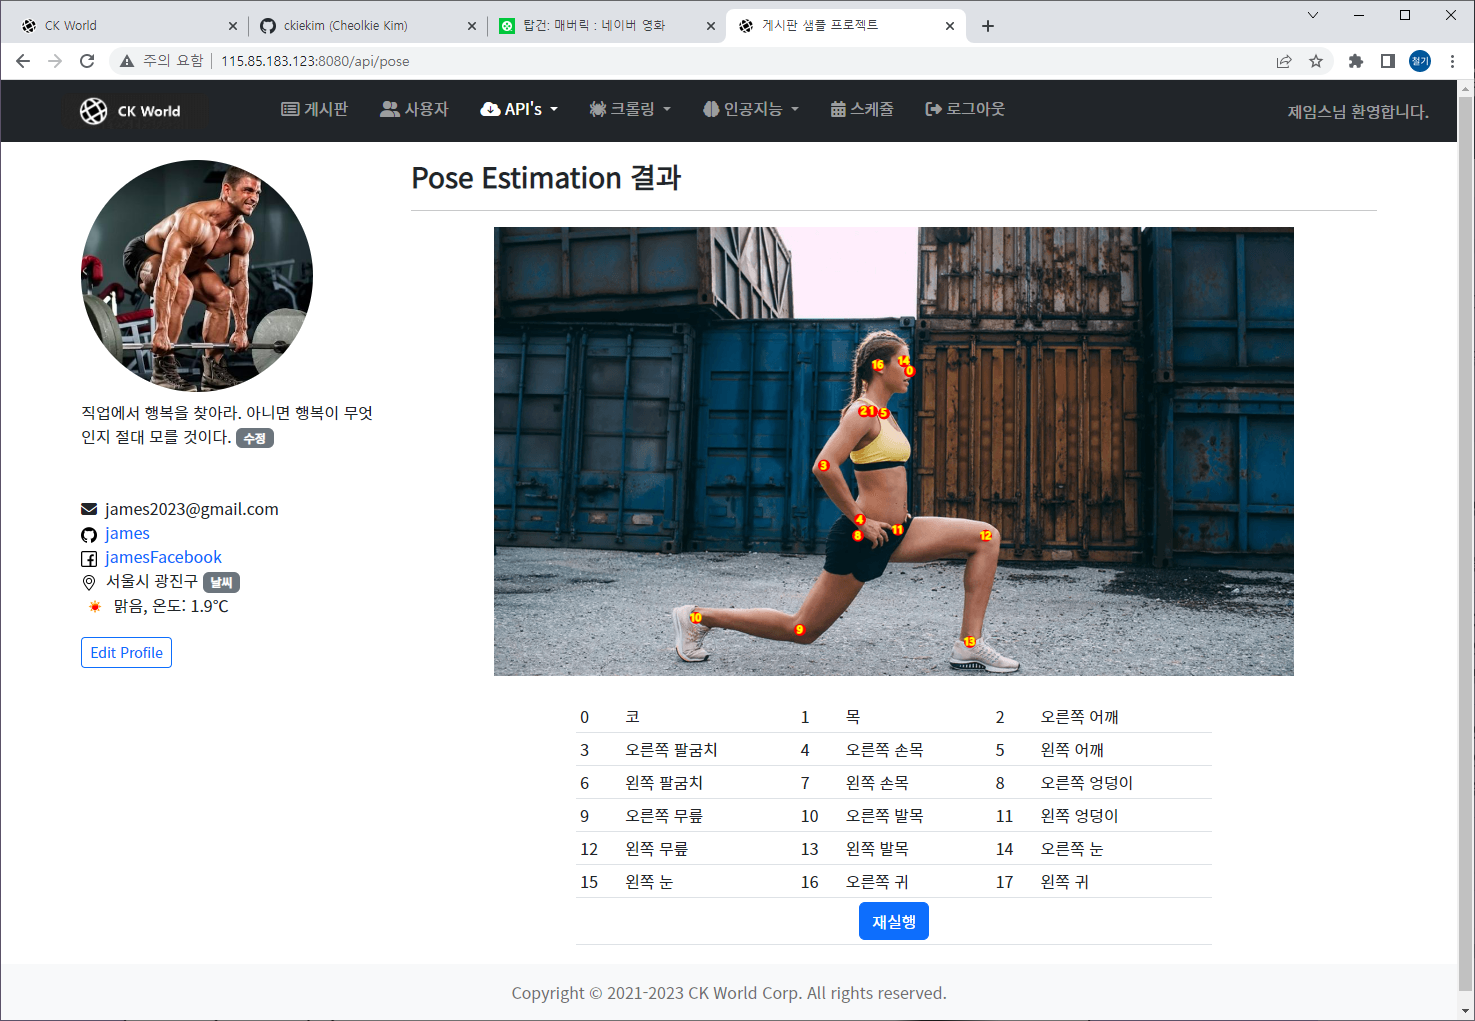 CK World
ckiekim (Cheolkie Kim)
탑건: 매버릭 : 네이버 영화
게시판 샘플 프로젝트
주의 요함 | 115.85.183.123:8080/api/pose
철기
CK World
게시판
사용자
API's
크롤링
인공지능
스케쥴
로그아웃
제임스님 환영합니다.
직업에서 행복을 찾아라. 아니면 행복이 무엇
인지 절대 모를 것이다. 수정
james2023@gmail.com
james
jamesFacebook
서울시 광진구 날씨
맑음, 온도: 1.9℃
Edit Profile
Pose Estimation 결과
14
16
0
2 1 5
3
4
11
8
12
10
9
13
0 코 1 목 2 오른쪽 어깨
3 오른쪽 팔굼치 4 오른쪽 손목 5 왼쪽 어깨
6 왼쪽 팔굼치 7 왼쪽 손목 8 오른쪽 엉덩이
9 오른쪽 무릎 10 오른쪽 발목 11 왼쪽 엉덩이
12 왼쪽 무릎 13 왼쪽 발목 14 오른쪽 눈
15 왼쪽 눈 16 오른쪽 귀 17 왼쪽 귀
재실행
Copyright © 2021-2023 CK World Corp. All rights reserved.